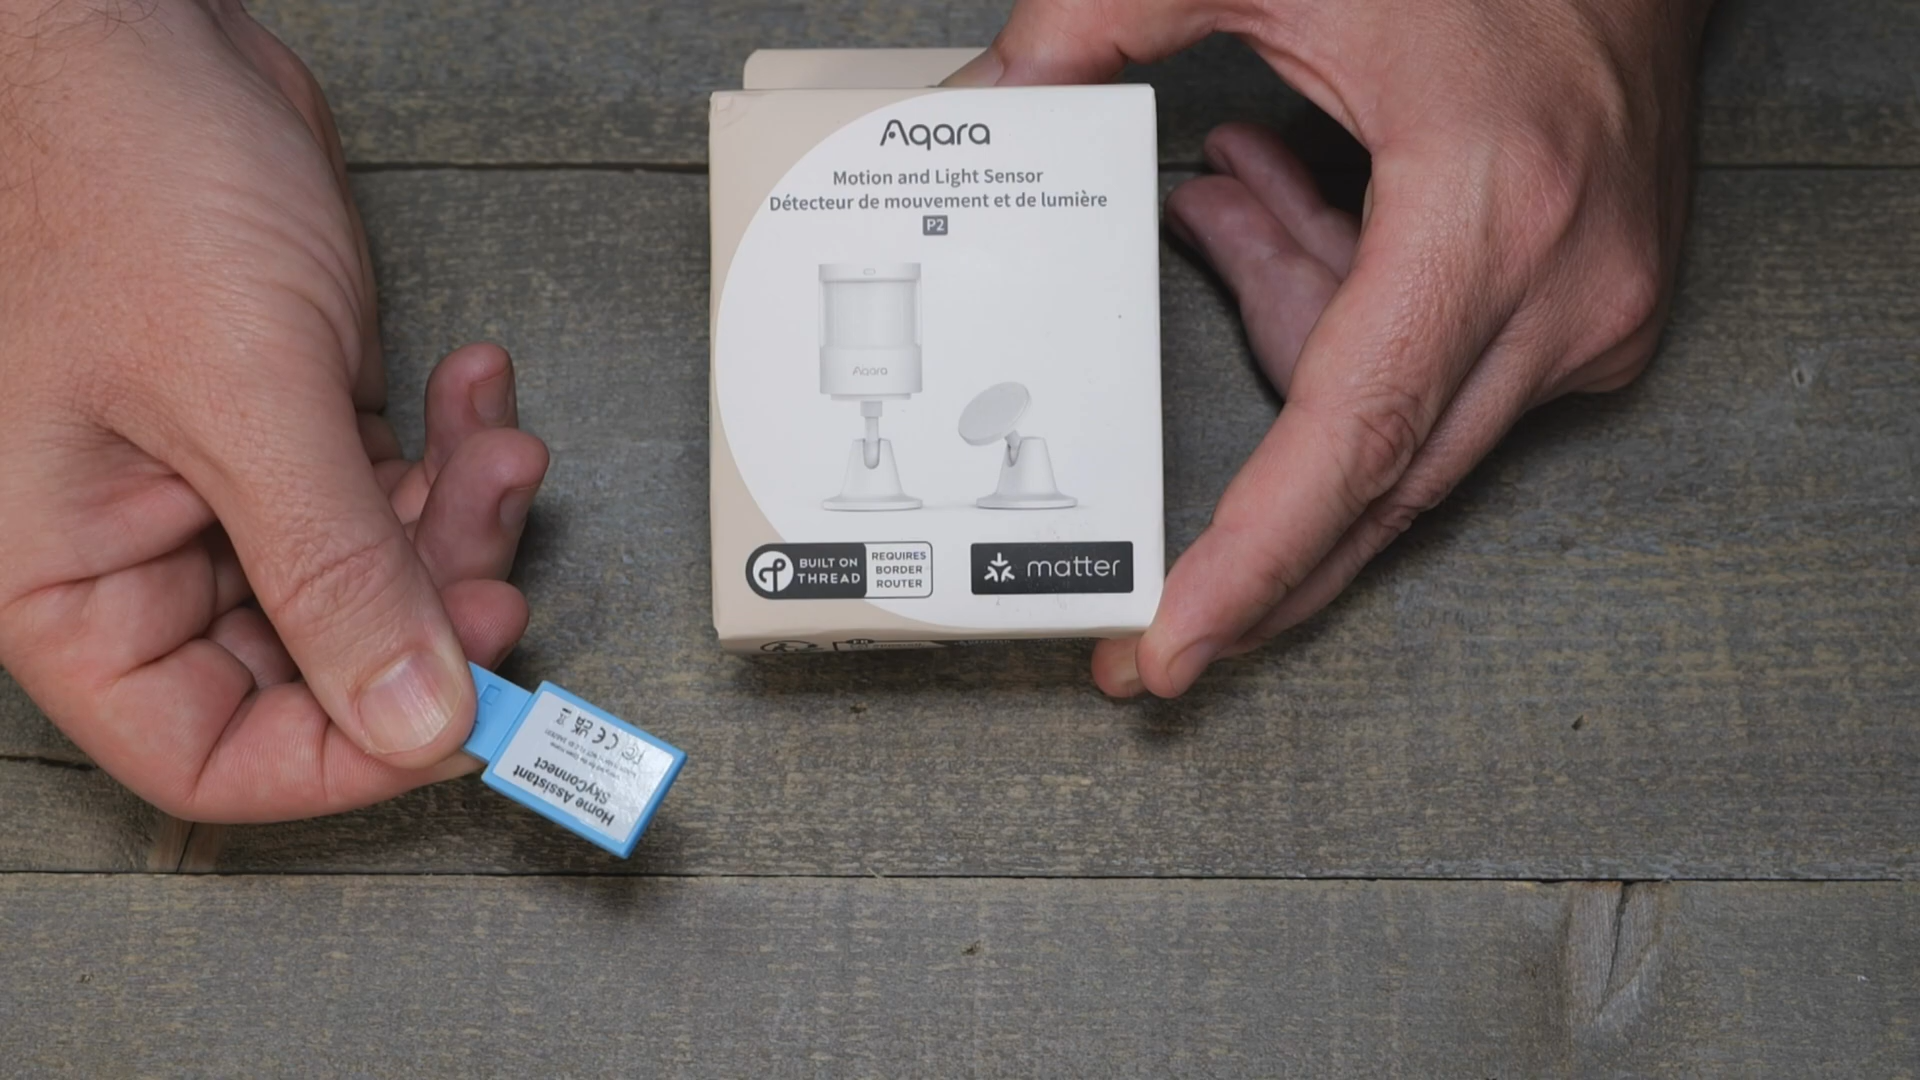 Aqara
Motion and Light Sensor
Détecteur de mouvement et de lumière
P2
Aqara
BUILT ON
THREAD
REQUIRES
BORDER
ROUTER
matter
Home Assistant
SkyConnect